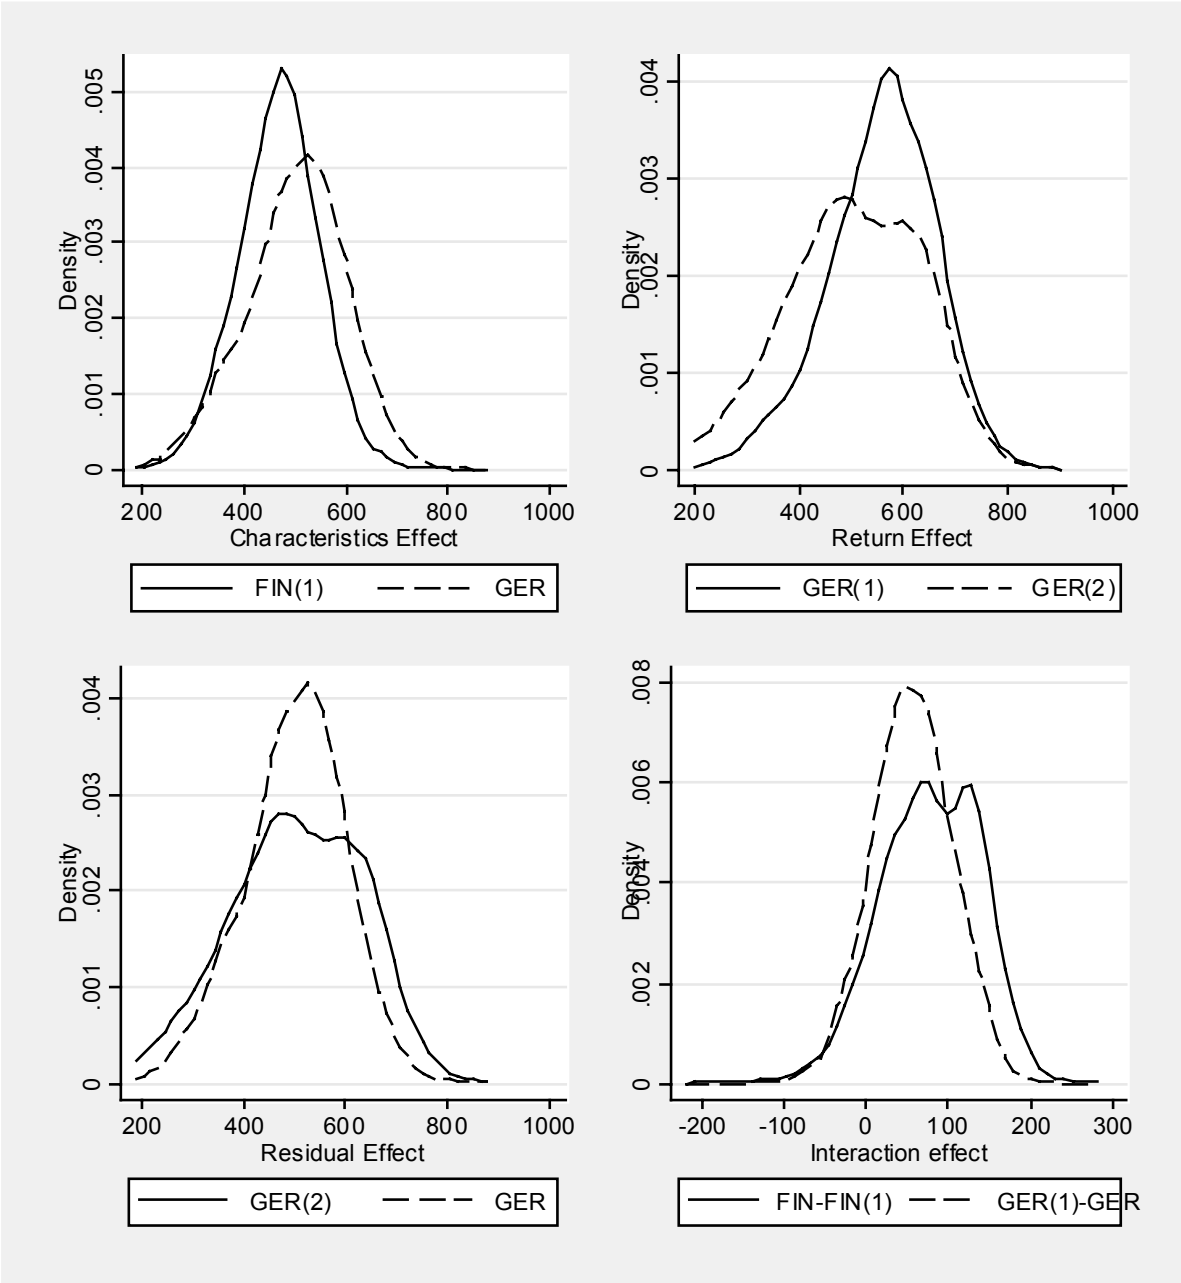 Density
.005
.004
.003
.002
.001
0
200 400 600 800 1000
Characteristics Effect
FIN(1) GER
Density
.004
.003
.002
.001
0
200 400 600 800 1000
Return Effect
GER(1) GER(2)
Density
.004
.003
.002
.001
0
200 400 600 800 1000
Residual Effect
GER(2) GER
Density
.008
.006
.004
.002
0
-200 -100 0 100 200 300
Interaction effect
FIN-FIN(1) GER(1)-GER